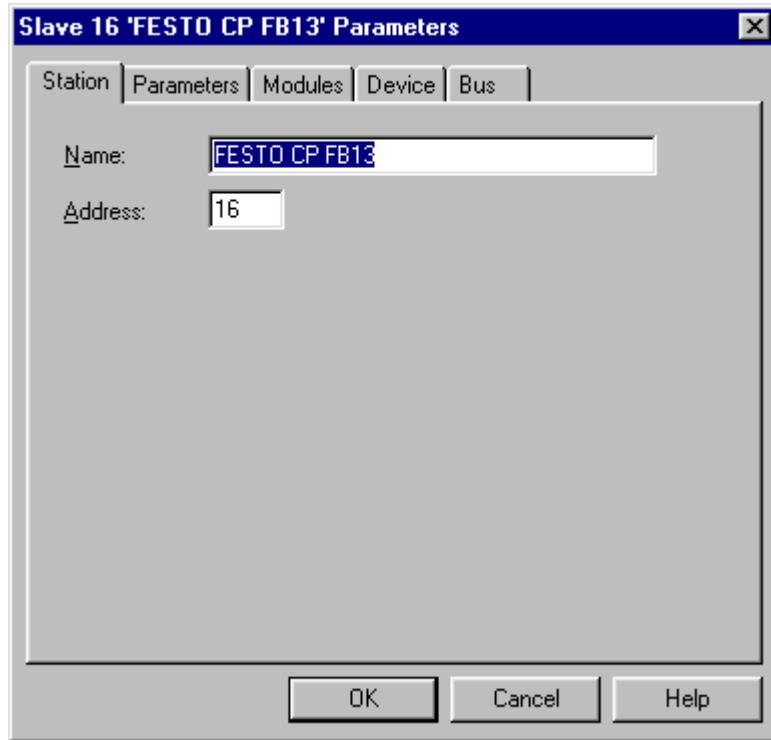 Slave 16 'FESTO CP FB13' Parameters
Station Parameters Modules Device Bus
Name: FESTO CP FB13
Address: 16
OK Cancel Help